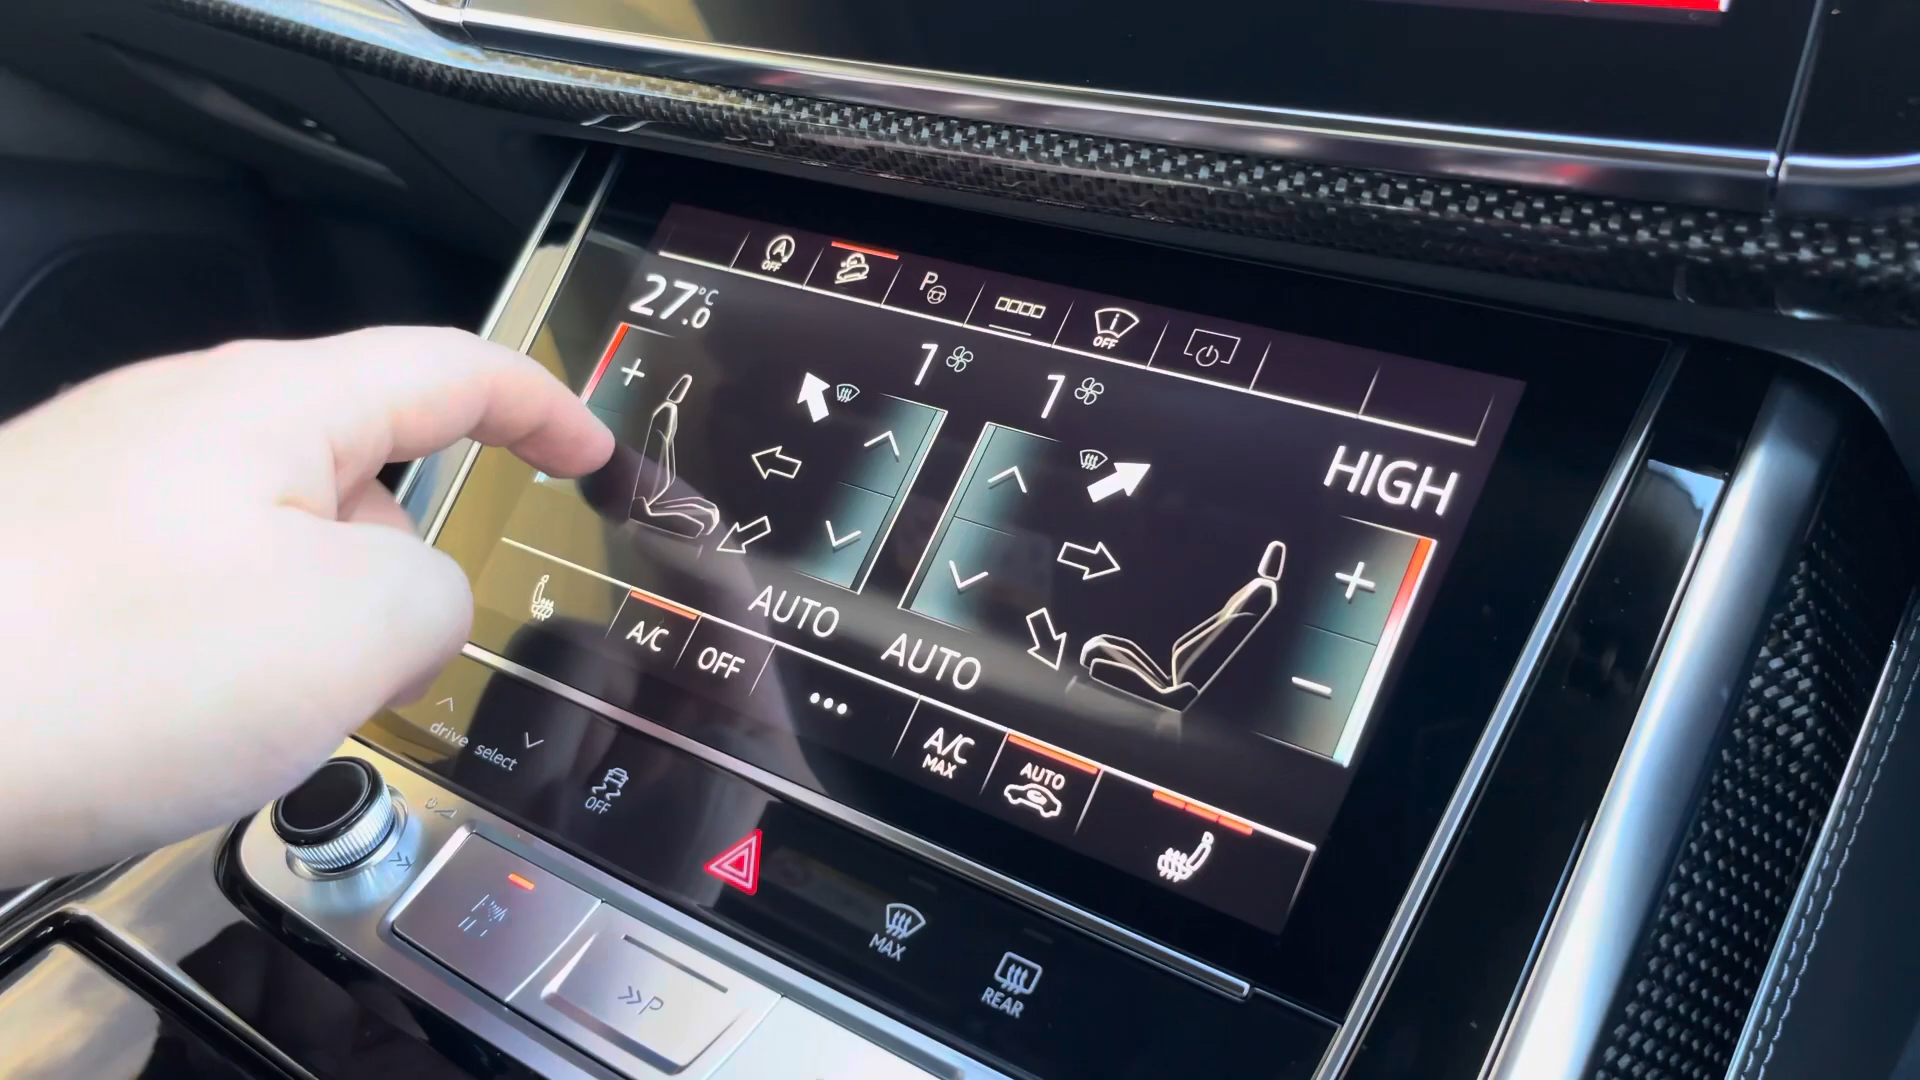 A
OFF
P
OFF
27.0°C
1
1
HIGH
AUTO
AUTO
A/C
OFF
A/C
MAX
AUTO
drive select
OFF
MAX
REAR
P